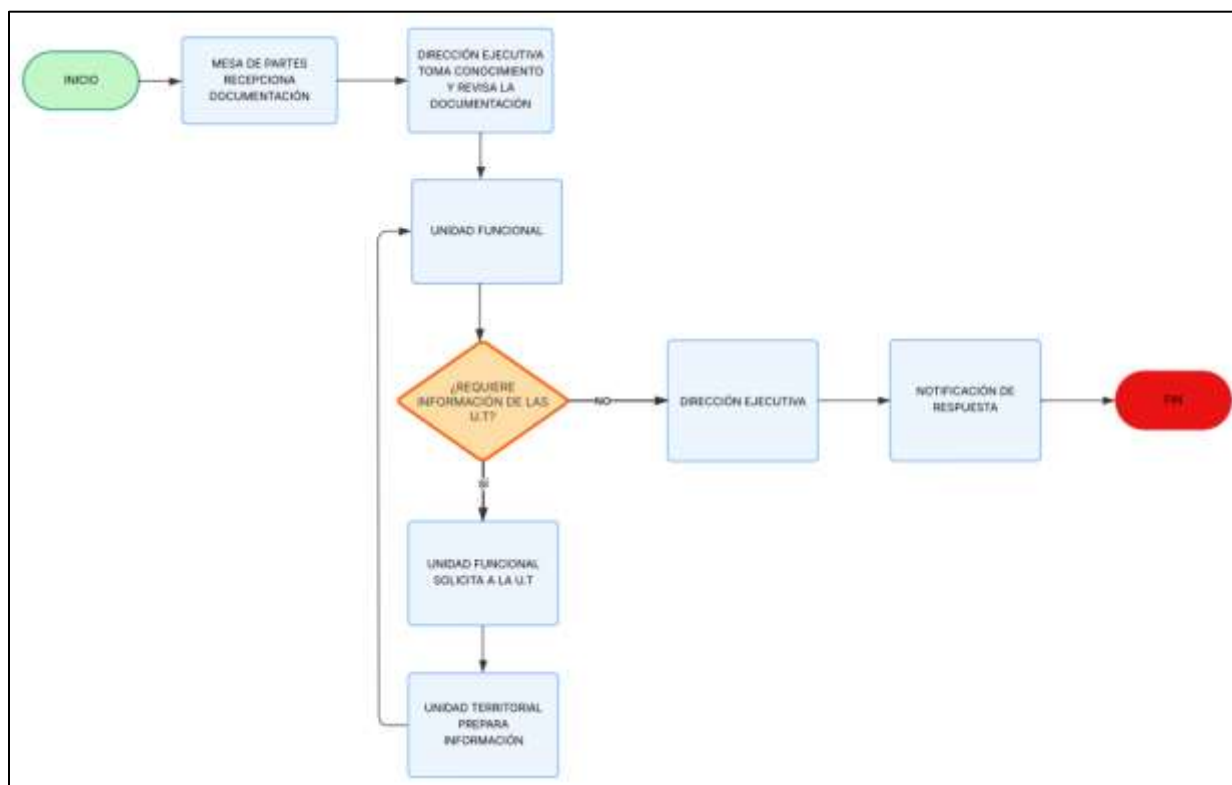 INICIO
MESA DE PARTES
RECEPCIONA
DOCUMENTACIÓN
DIRECCIÓN EJECUTIVA
TOMA CONOCIMIENTO
Y REVISA LA
DOCUMENTACIÓN
UNIDAD FUNCIONAL
¿REQUIERE
INFORMACIÓN DE LAS
U.T?
NO
DIRECCIÓN EJECUTIVA
NOTIFICACIÓN DE
RESPUESTA
FIN
SI
UNIDAD FUNCIONAL
SOLICITA A LA U.T
UNIDAD TERRITORIAL
PREPARA
INFORMACIÓN